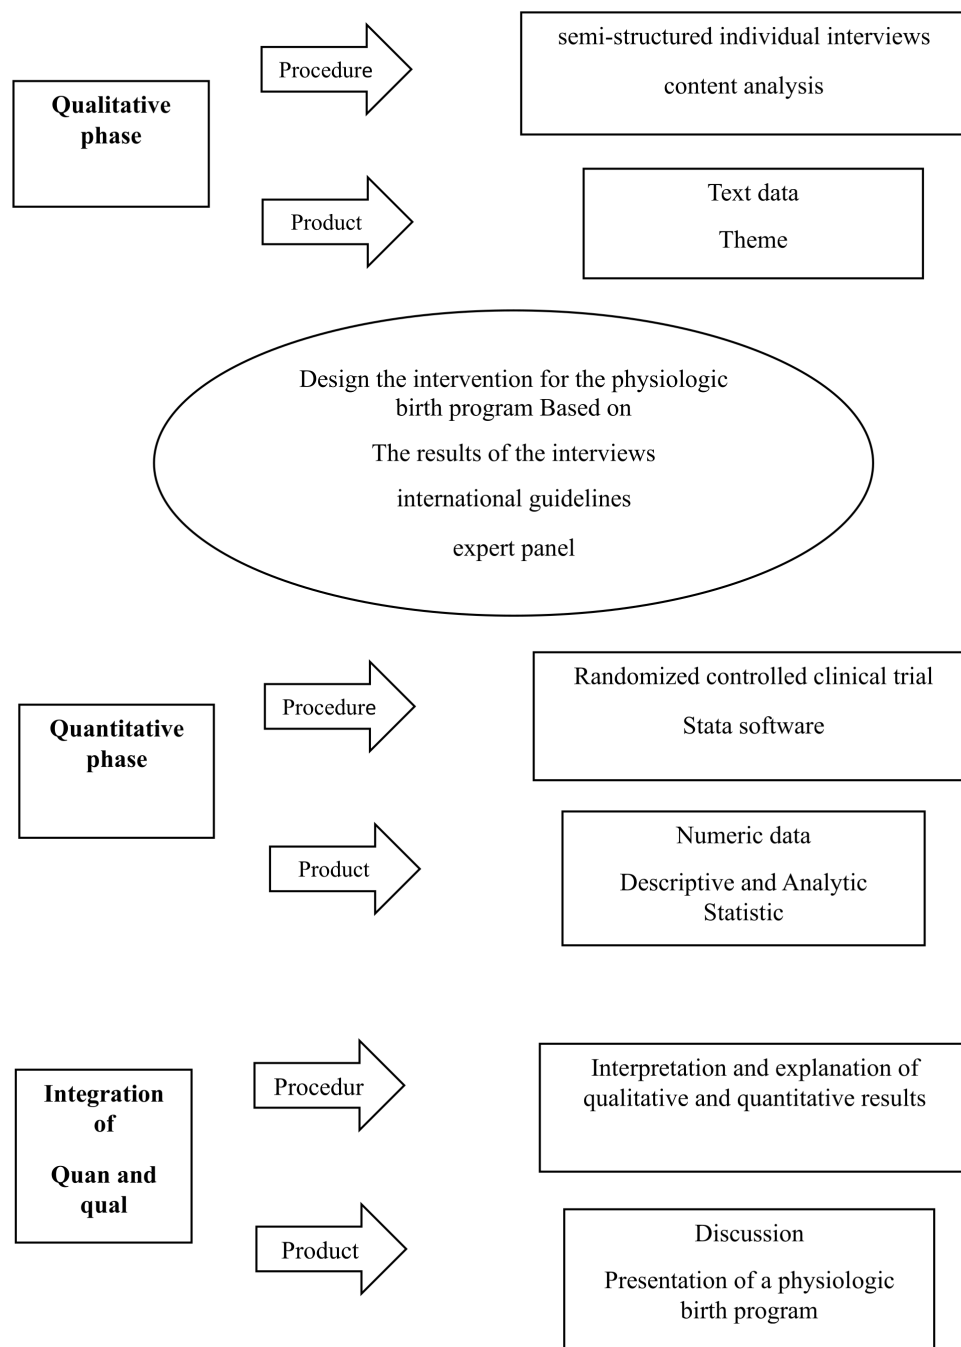 Qualitative
phase
Procedure
semi-structured individual interviews
content analysis
Product
Text data
Theme
Design the intervention for the physiologic
birth program Based on
The results of the interviews
international guidelines
expert panel
Quantitative
phase
Procedure
Randomized controlled clinical trial
Stata software
Product
Numeric data
Descriptive and Analytic
Statistic
Integration
of
Quan and
qual
Procedur
Interpretation and explanation of
qualitative and quantitative results
Product
Discussion
Presentation of a physiologic
birth program